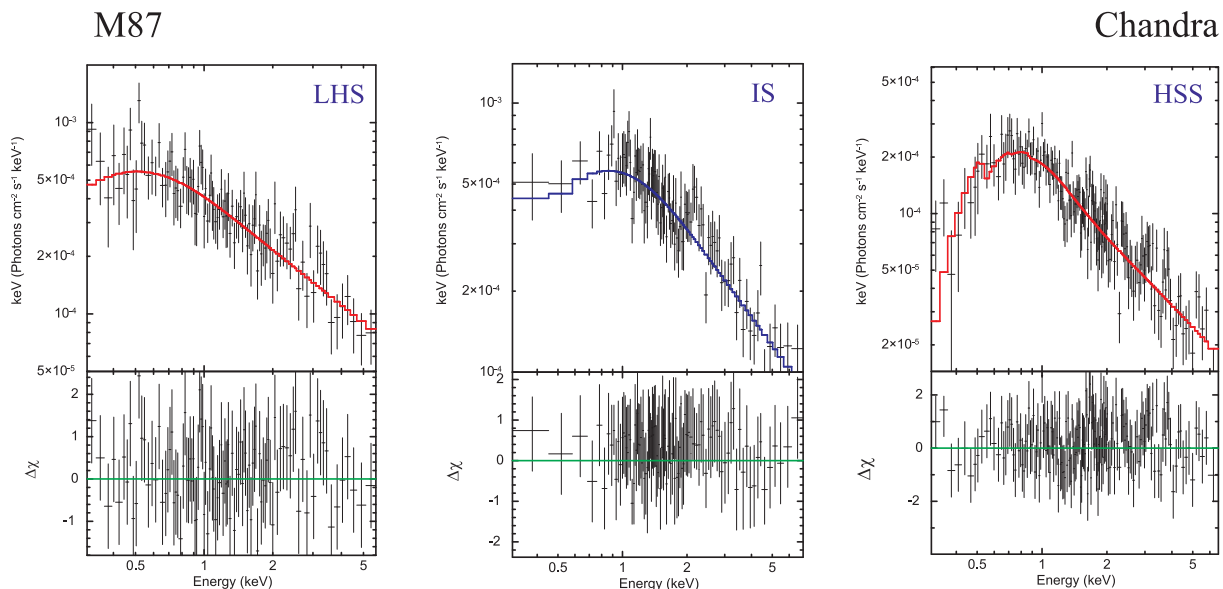 M87
Chandra
LHS
keV (Photons cm⁻² s⁻¹ keV⁻¹)
10⁻³
5×10⁻⁴
2×10⁻⁴
10⁻⁴
5×10⁻⁵
Δχ
2
1
0
-1
0.5 1 2 5
Energy (keV)
IS
keV (Photons cm⁻² s⁻¹ keV⁻¹)
10⁻³
5×10⁻⁴
2×10⁻⁴
10⁻⁴
Δχ
2
1
0
-1
-2
0.5 1 2 5
Energy (keV)
HSS
keV (Photons cm⁻² s⁻¹ keV⁻¹)
5×10⁻⁴
2×10⁻⁴
10⁻⁴
5×10⁻⁵
2×10⁻⁵
Δχ
2
0
-2
0.5 1 2 5
Energy (keV)